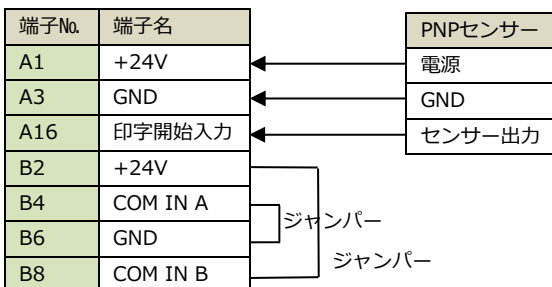 端子№ 端子名
A1 +24V
A3 GND
A16 印字開始入力
B2 +24V
B4 COM IN A
B6 GND
B8 COM IN B
PNPセンサー
電源
GND
センサー出力
ジャンパー
ジャンパー